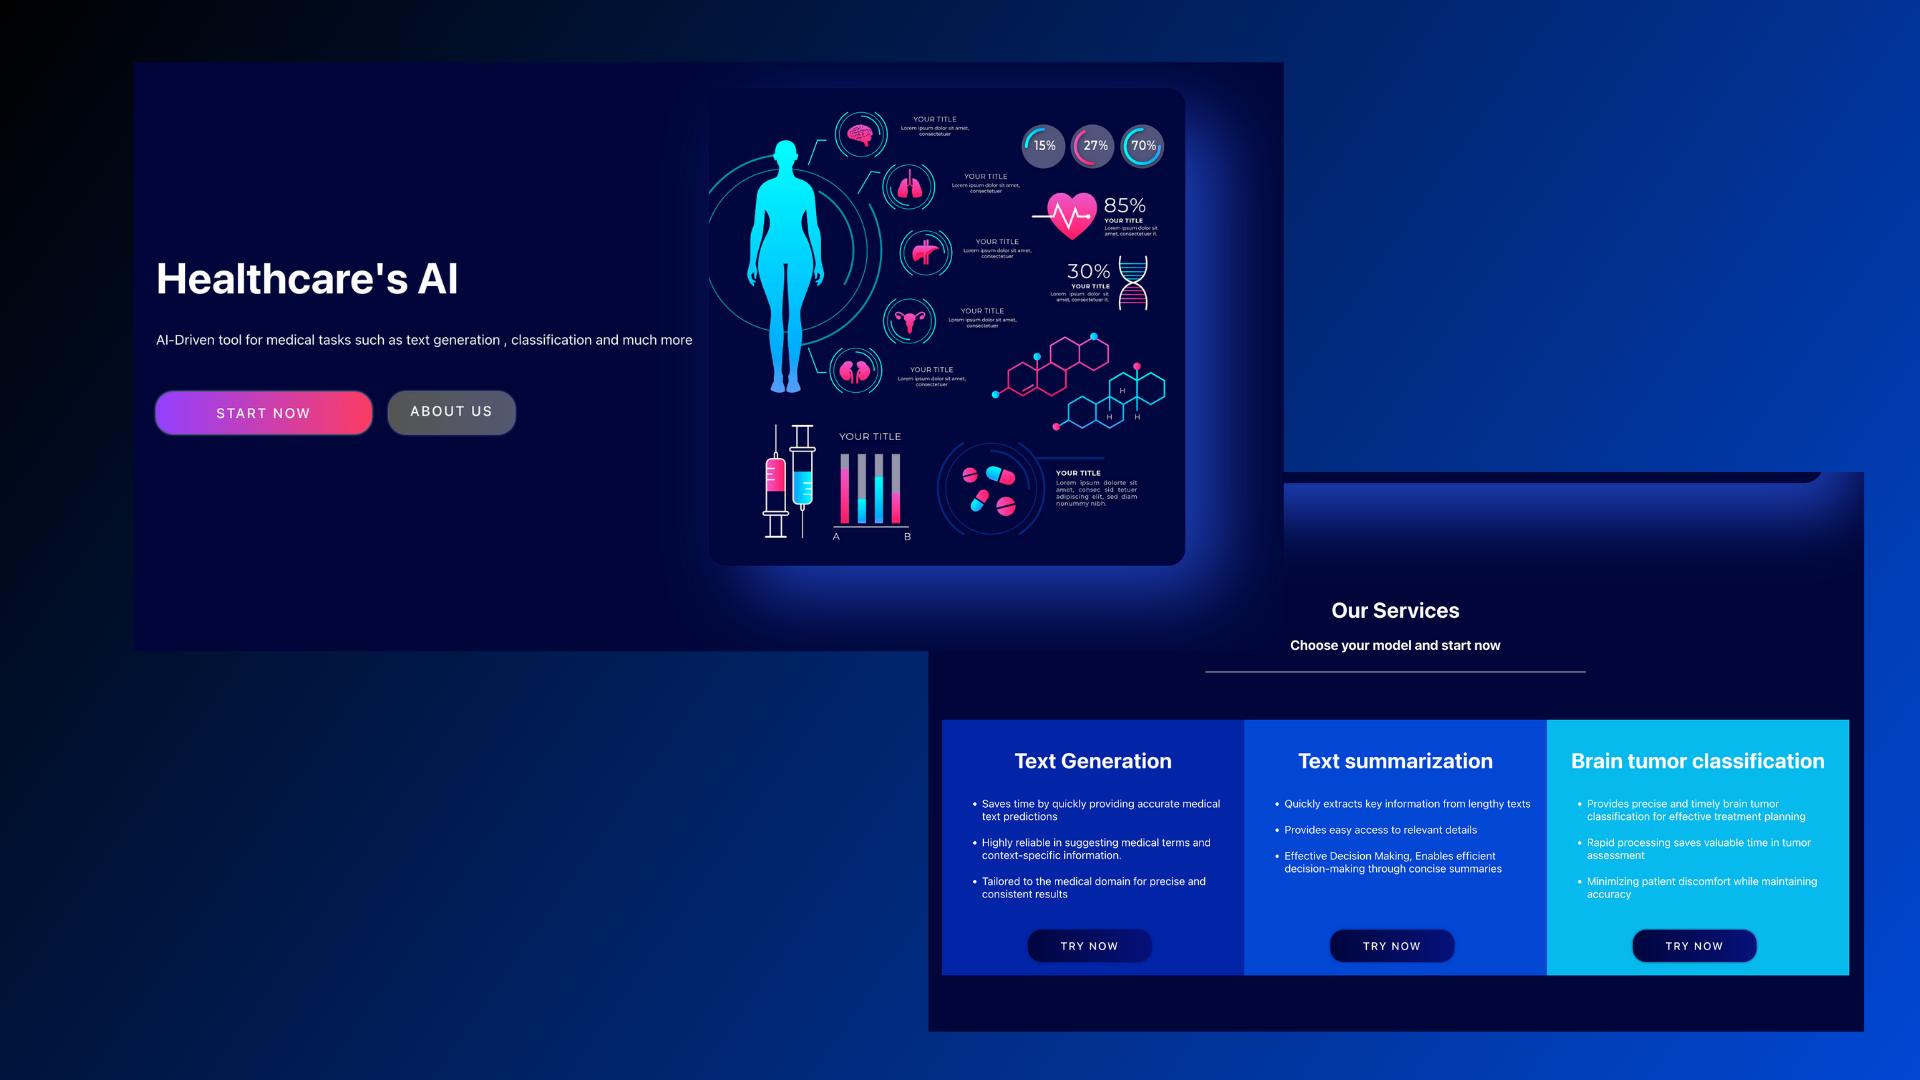 Healthcare's AI
AI-Driven tool for medical tasks such as text generation , classification and much more
START NOW
ABOUT US
YOUR TITLE
Lorem ipsum dolor sit amet,
consectetuer
YOUR TITLE
Lorem ipsum dolor sit amet,
consectetuer
YOUR TITLE
Lorem ipsum dolor sit amet,
consectetuer
YOUR TITLE
Lorem ipsum dolor sit amet,
consectetuer
YOUR TITLE
Lorem ipsum dolor sit amet,
consectetuer
15%
27%
70%
85%
YOUR TITLE
Lorem ipsum dolor sit
amet, consectetuer it.
30%
YOUR TITLE
Lorem ipsum dolor sit
amet, consectetuer it.
H
H
H
YOUR TITLE
A
B
YOUR TITLE
Lorem ipsum dolorte sit
amet, consec sid tetuer
adipiscing elit, sed diam
nonummy nibh.
Our Services
Choose your model and start now
Text Generation
• Saves time by quickly providing accurate medical
text predictions
• Highly reliable in suggesting medical terms and
context-specific information.
• Tailored to the medical domain for precise and
consistent results
TRY NOW
Text summarization
• Quickly extracts key information from lengthy texts
• Provides easy access to relevant details
• Effective Decision Making, Enables efficient
decision-making through concise summaries
TRY NOW
Brain tumor classification
• Provides precise and timely brain tumor
classification for effective treatment planning
• Rapid processing saves valuable time in tumor
assessment
• Minimizing patient discomfort while maintaining
accuracy
TRY NOW